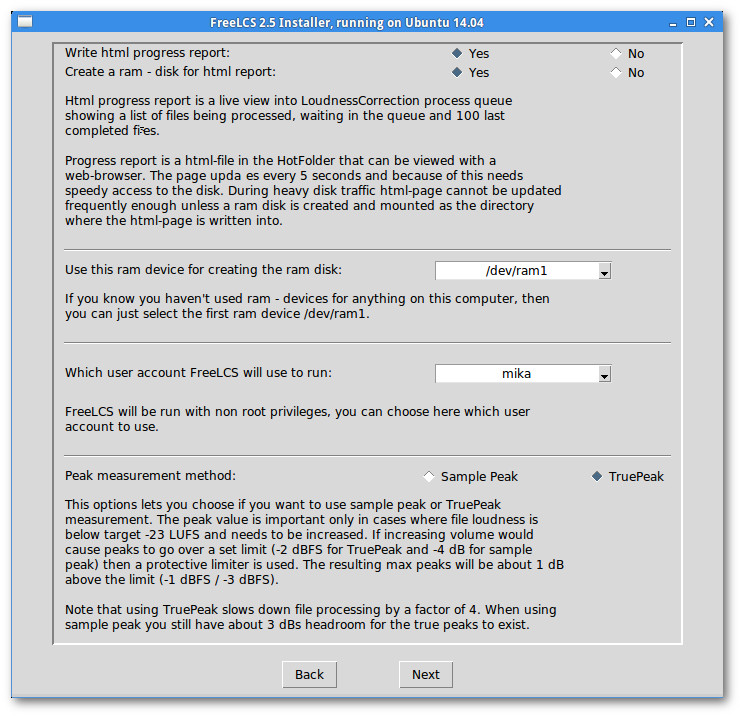 FreeLCS 2.5 Installer, running on Ubuntu 14.04
Write html progress report: Yes No
Create a ram - disk for html report: Yes No
Html progress report is a live view into LoudnessCorrection process queue
showing a list of files being processed, waiting in the queue and 100 last
completed files.
Progress report is a html-file in the HotFolder that can be viewed with a
web-browser. The page upda es every 5 seconds and because of this needs
speedy access to the disk. During heavy disk traffic html-page cannot be updated
frequently enough unless a ram disk is created and mounted as the directory
where the html-page is written into.
Use this ram device for creating the ram disk: /dev/ram1
If you know you haven't used ram - devices for anything on this computer, then
you can just select the first ram device /dev/ram1.
Which user account FreeLCS will use to run: mika
FreeLCS will be run with non root privileges, you can choose here which user
account to use.
Peak measurement method: Sample Peak TruePeak
This options lets you choose if you want to use sample peak or TruePeak
measurement. The peak value is important only in cases where file loudness is
below target -23 LUFS and needs to be increased. If increasing volume would
cause peaks to go over a set limit (-2 dBFS for TruePeak and -4 dB for sample
peak) then a protective limiter is used. The resulting max peaks will be about 1 dB
above the limit (-1 dBFS / -3 dBFS).
Note that using TruePeak slows down file processing by a factor of 4. When using
sample peak you still have about 3 dBs headroom for the true peaks to exist.
Back Next